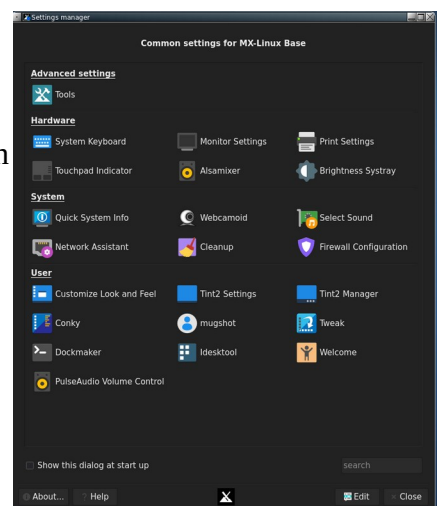 Settings manager
Common settings for MX-Linux Base
Advanced settings
Tools
Hardware
System Keyboard Monitor Settings Print Settings
Touchpad Indicator Alsamixer Brightness Systray
System
Quick System Info Webcamoid Select Sound
Network Assistant Cleanup Firewall Configuration
User
Customize Look and Feel Tint2 Settings Tint2 Manager
Conky mugshot Tweak
Dockmaker Idesktool Welcome
PulseAudio Volume Control
Show this dialog at start up search
About... Help Edit Close